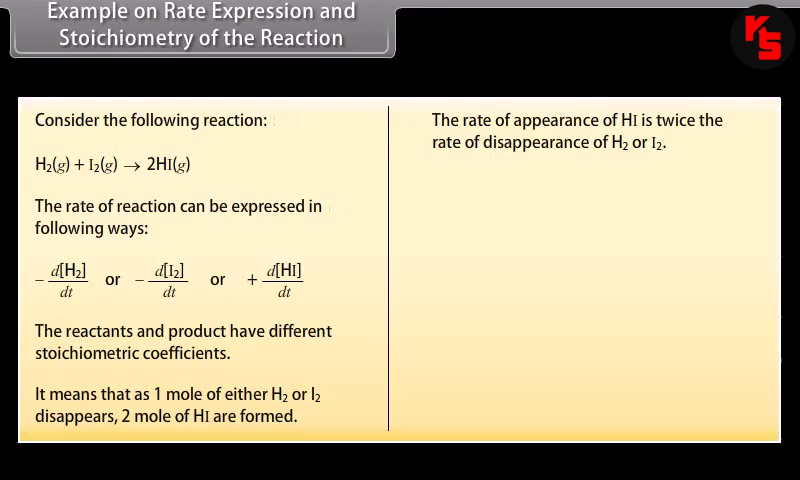 Example on Rate Expression and
Stoichiometry of the Reaction
KS
Consider the following reaction:
H₂(g) + I₂(g) → 2HI(g)
The rate of reaction can be expressed in
following ways:
− d[H₂]/dt or − d[I₂]/dt or + d[HI]/dt
The reactants and product have different
stoichiometric coefficients.
It means that as 1 mole of either H₂ or I₂
disappears, 2 mole of HI are formed.
The rate of appearance of HI is twice the
rate of disappearance of H₂ or I₂.